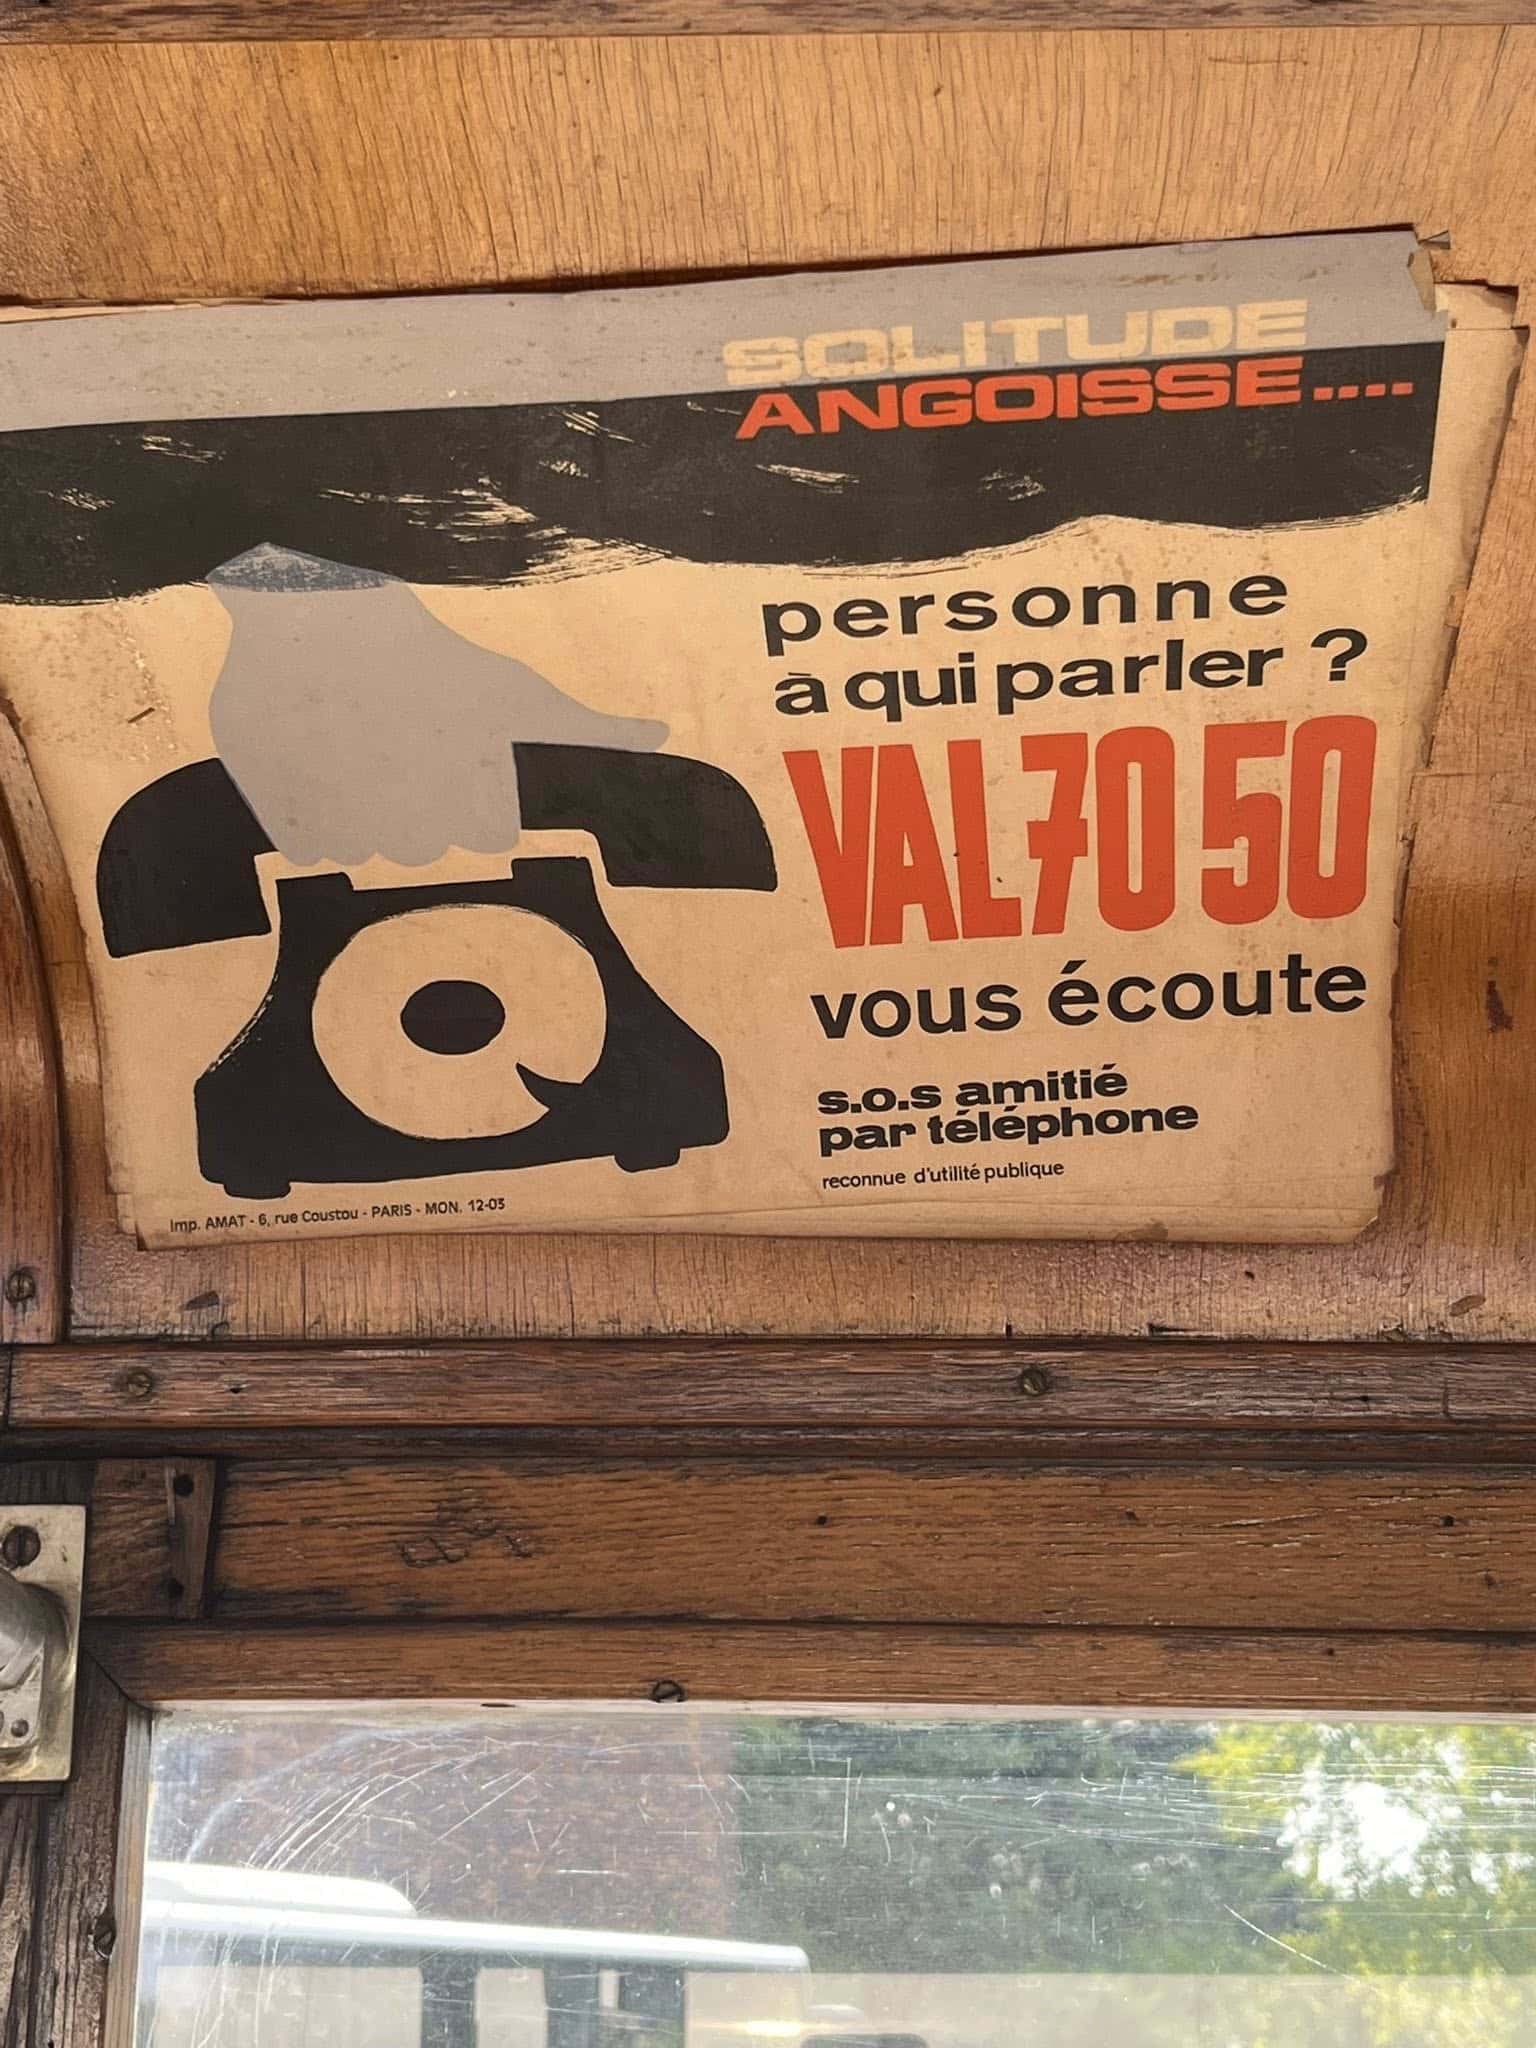 SOLITUDE
ANGOISSE....
personne
à qui parler ?
VAL 70 50
vous écoute
s.o.s amitié
par téléphone
reconnue d'utilité publique
Imp. AMAT - 6, rue Coustou - PARIS - MON. 12-03